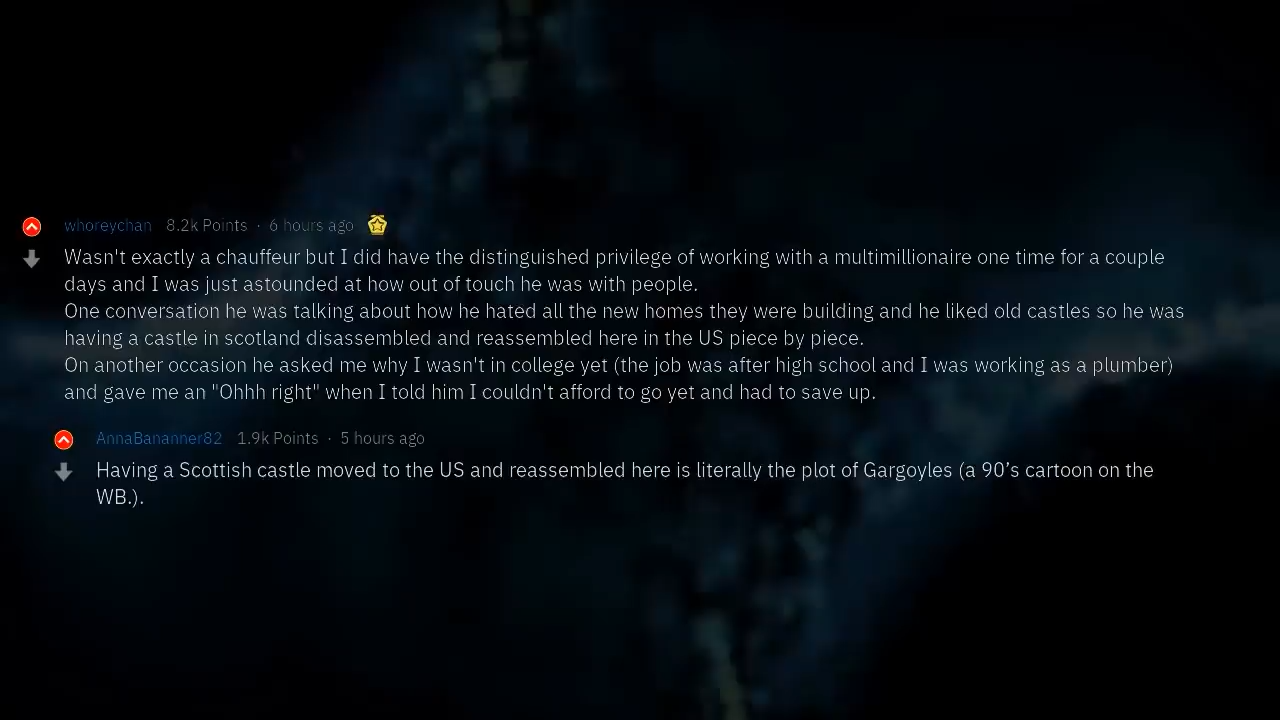 whoreychan 8.2k Points · 6 hours ago
Wasn't exactly a chauffeur but I did have the distinguished privilege of working with a multimillionaire one time for a couple
days and I was just astounded at how out of touch he was with people.
One conversation he was talking about how he hated all the new homes they were building and he liked old castles so he was
having a castle in scotland disassembled and reassembled here in the US piece by piece.
On another occasion he asked me why I wasn't in college yet (the job was after high school and I was working as a plumber)
and gave me an "Ohhh right" when I told him I couldn't afford to go yet and had to save up.
AnnaBananner82 1.9k Points · 5 hours ago
Having a Scottish castle moved to the US and reassembled here is literally the plot of Gargoyles (a 90’s cartoon on the
WB.).